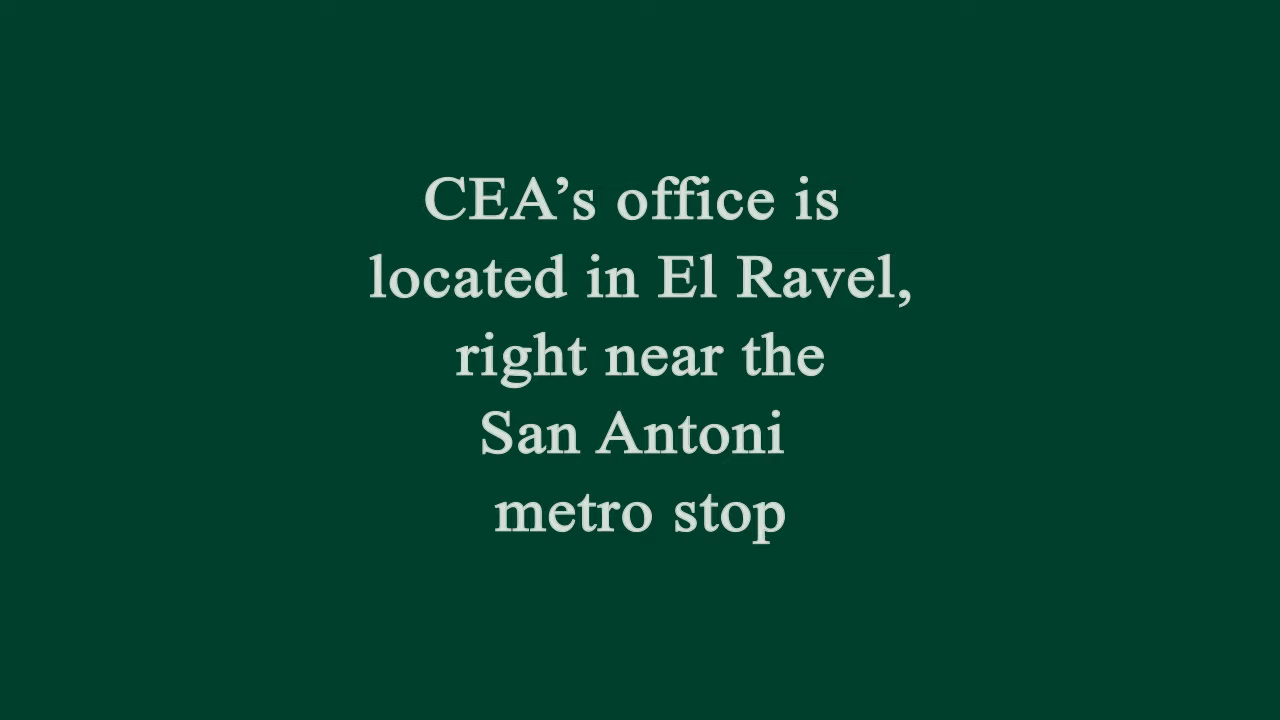 CEA’s office is
located in El Ravel,
right near the
San Antoni
metro stop